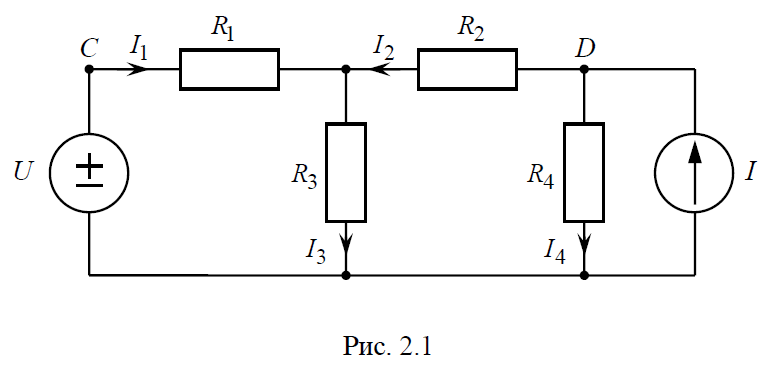 C I₁ R₁ I₂ R₂ D
U R₃ R₄ I
I₃ I₄
Рис. 2.1